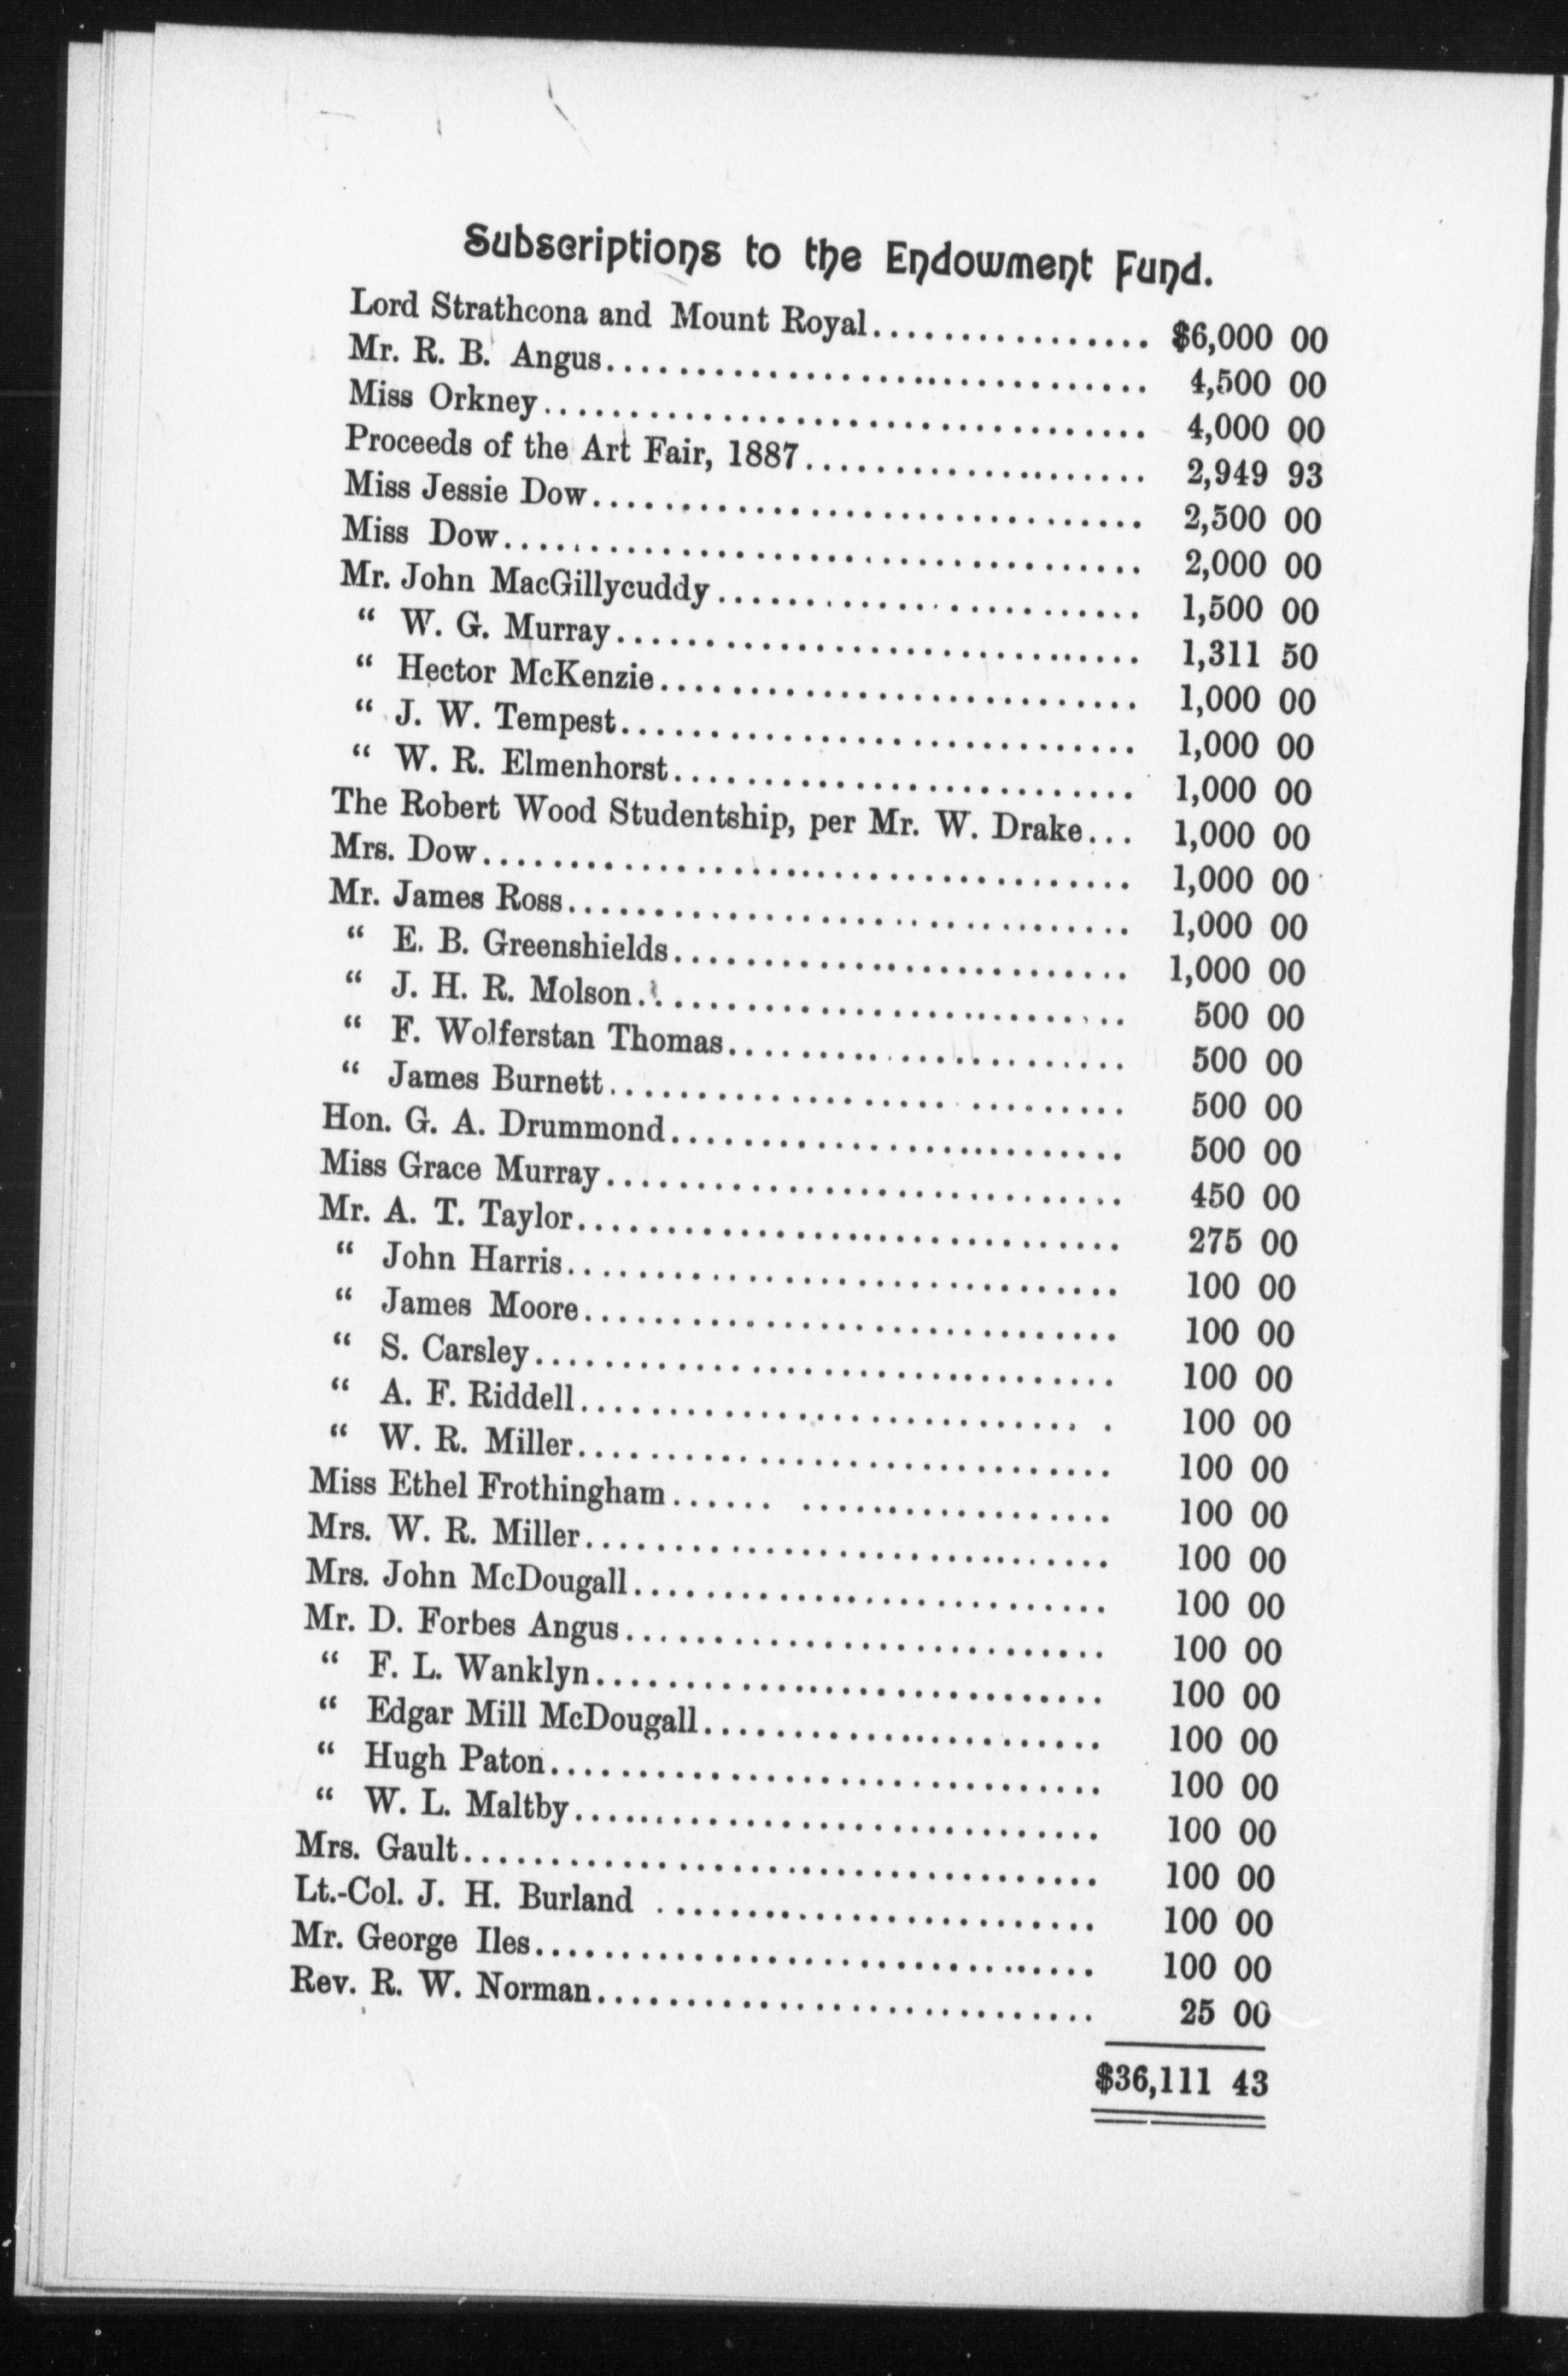 Subscriptions to the Endowment Fund.
Lord Strathcona and Mount Royal................ $6,000 00
Mr. R. B. Angus.............................. 4,500 00
Miss Orkney.................................. 4,000 00
Proceeds of the Art Fair, 1887................... 2,949 93
Miss Jessie Dow............................... 2,500 00
Miss Dow.................................... 2,000 00
Mr. John MacGillycuddy........................ 1,500 00
“ W. G. Murray.............................. 1,311 50
“ Hector McKenzie........................... 1,000 00
“ J. W. Tempest............................. 1,000 00
“ W. R. Elmenhorst.......................... 1,000 00
The Robert Wood Studentship, per Mr. W. Drake... 1,000 00
Mrs. Dow.................................... 1,000 00
Mr. James Ross................................ 1,000 00
“ E. B. Greenshields.......................... 1,000 00
“ J. H. R. Molson............................ 500 00
“ F. Wolferstan Thomas....................... 500 00
“ James Burnett............................. 500 00
Hon. G. A. Drummond.......................... 500 00
Miss Grace Murray............................. 450 00
Mr. A. T. Taylor............................... 275 00
“ John Harris............................... 100 00
“ James Moore.............................. 100 00
“ S. Carsley................................. 100 00
“ A. F. Riddell.............................. 100 00
“ W. R. Miller............................... 100 00
Miss Ethel Frothingham........................ 100 00
Mrs. W. R. Miller.............................. 100 00
Mrs. John McDougall........................... 100 00
Mr. D. Forbes Angus........................... 100 00
“ F. L. Wanklyn............................. 100 00
“ Edgar Mill McDougall....................... 100 00
“ Hugh Paton............................... 100 00
“ W. L. Maltby.............................. 100 00
Mrs. Gault.................................... 100 00
Lt.-Col. J. H. Burland ......................... 100 00
Mr. George Iles................................ 100 00
Rev. R. W. Norman............................ 25 00
$36,111 43